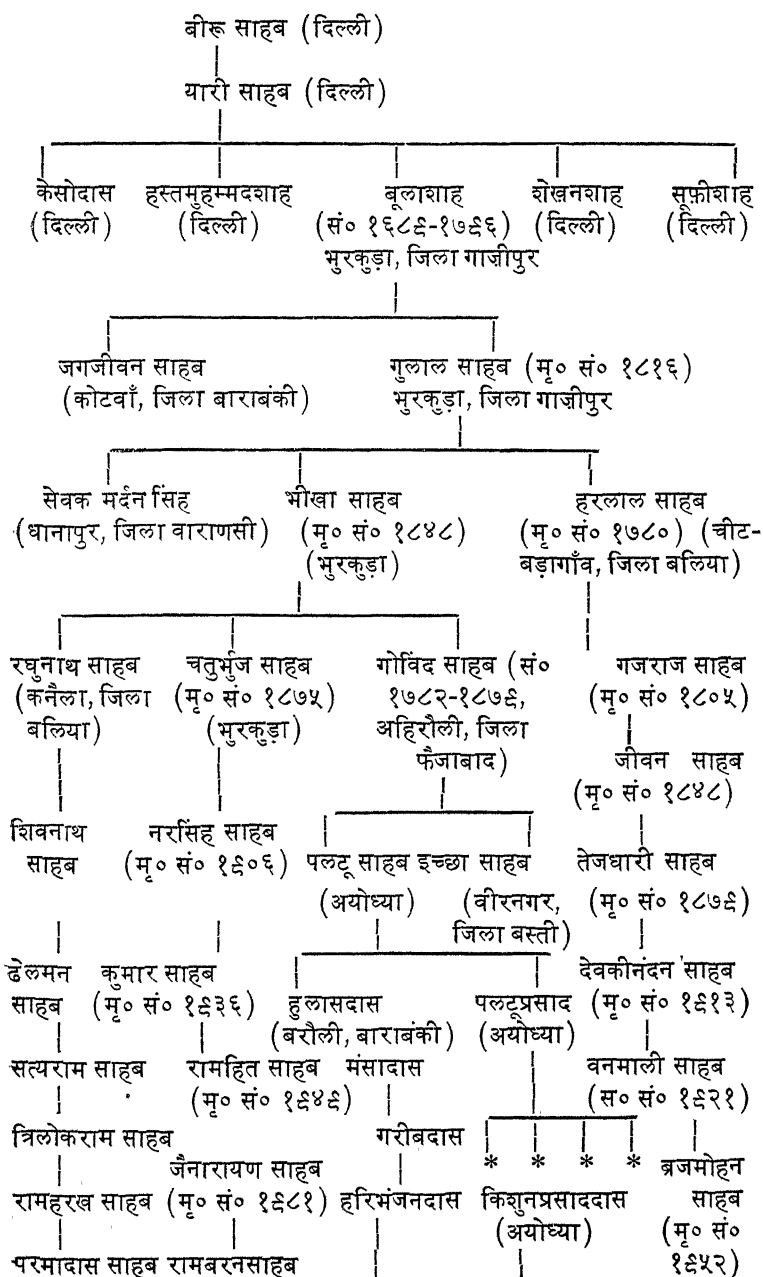 बीरू साहब (दिल्ली)
यारी साहब (दिल्ली)
केसोदास हस्तमुहम्मदशाह बूलाशाह शेखनशाह सूफ़ीशाह
(दिल्ली) (दिल्ली) (सं० १६८९-१७९६) (दिल्ली) (दिल्ली)
भुरकुड़ा, जिला गाज़ीपुर
जगजीवन साहब गुलाल साहब (मृ० सं० १८१६)
(कोटवाँ, जिला बाराबंकी) भुरकुड़ा, जिला गाज़ीपुर
सेवक मर्दन सिंह भीखा साहब हरलाल साहब
(धानापुर, जिला वाराणसी) (मृ० सं० १८४८) (मृ० सं० १७८०) (चीट-
(भुरकुड़ा) बड़ागाँव, जिला बलिया)
रघुनाथ साहब चतुर्भुज साहब गोविंद साहब (सं० गजराज साहब
(कनैला, जिला (मृ० सं० १८७५) १७८२-१८७९, (मृ० सं० १८०५)
बलिया) (भुरकुड़ा) अहिरौली, जिला
फैजाबाद) जीवन साहब
(मृ० सं० १८४८)
शिवनाथ नरसिंह साहब
साहब (मृ० सं० १९०६) पलटू साहब इच्छा साहब तेजधारी साहब
(अयोध्या) (वीरनगर, (मृ० सं० १८७९)
जिला बस्ती)
ढेलमन कुमार साहब देवकीनंदन साहब
साहब (मृ० सं० १९३६) हुलासदास पलटूप्रसाद (मृ० सं० १९१३)
(बरौली, बाराबंकी) (अयोध्या)
सत्यराम साहब रामहित साहब मंसादास वनमाली साहब
(मृ० सं० १९४९) (स० सं० १९२१)
त्रिलोकराम साहब गरीबदास
जैनारायण साहब * * * * ब्रजमोहन
रामहरख साहब (मृ० सं० १९८१) हरिभंजनदास किशुनप्रसाददास साहब
(अयोध्या) (मृ० सं०
परमादास साहब रामबरनसाहब १९५२)